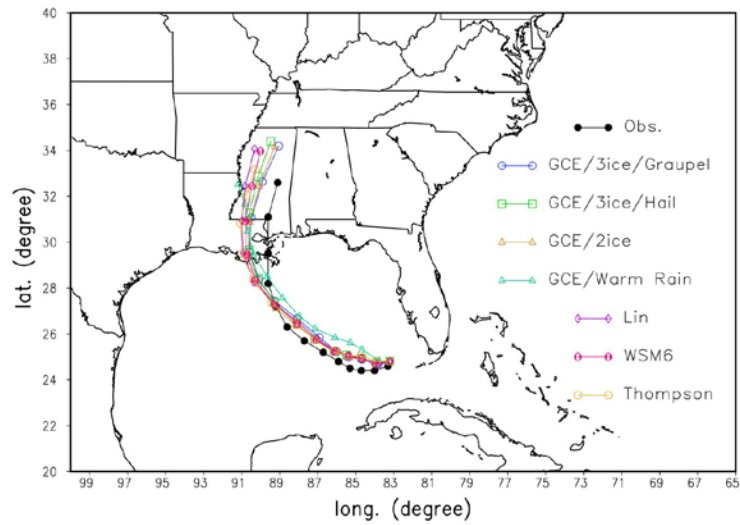 40
38
36
34
32
30
28
26
24
22
20
lat. (degree)
Obs.
GCE/3ice/Graupel
GCE/3ice/Hail
GCE/2ice
GCE/Warm Rain
Lin
WSM6
Thompson
99 97 95 93 91 89 87 85 83 81 79 77 75 73 71 69 67 65
long. (degree)